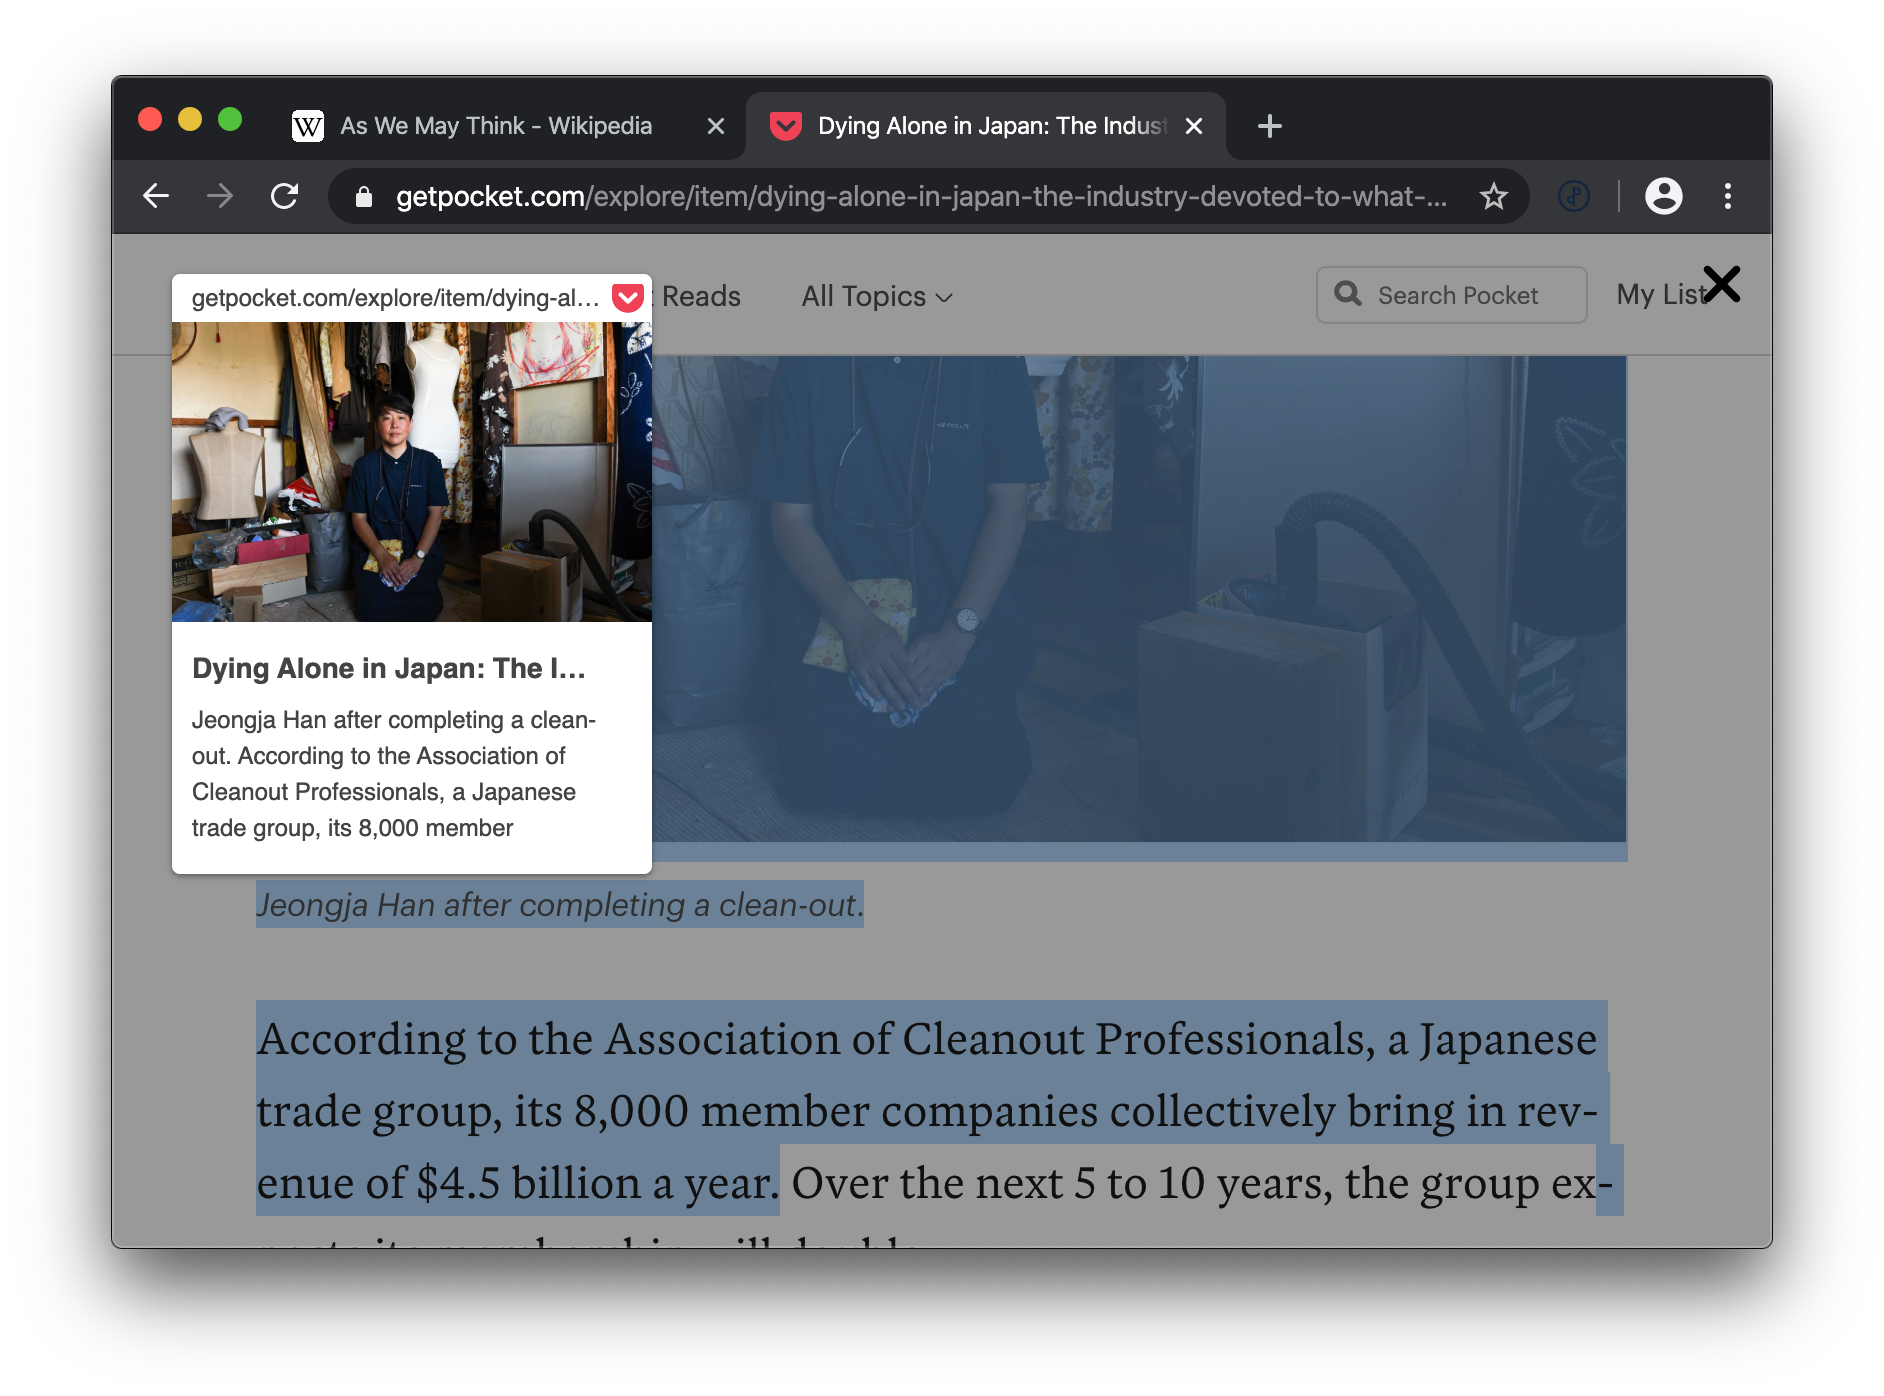 As We May Think - Wikipedia
Dying Alone in Japan: The Indust
getpocket.com/explore/item/dying-alone-in-japan-the-industry-devoted-to-what-...
Reads
All Topics
Search Pocket
My List
getpocket.com/explore/item/dying-al...
Dying Alone in Japan: The I...
Jeongja Han after completing a clean-
out. According to the Association of
Cleanout Professionals, a Japanese
trade group, its 8,000 member
Jeongja Han after completing a clean-out.
According to the Association of Cleanout Professionals, a Japanese
trade group, its 8,000 member companies collectively bring in rev-
enue of $4.5 billion a year. Over the next 5 to 10 years, the group ex-